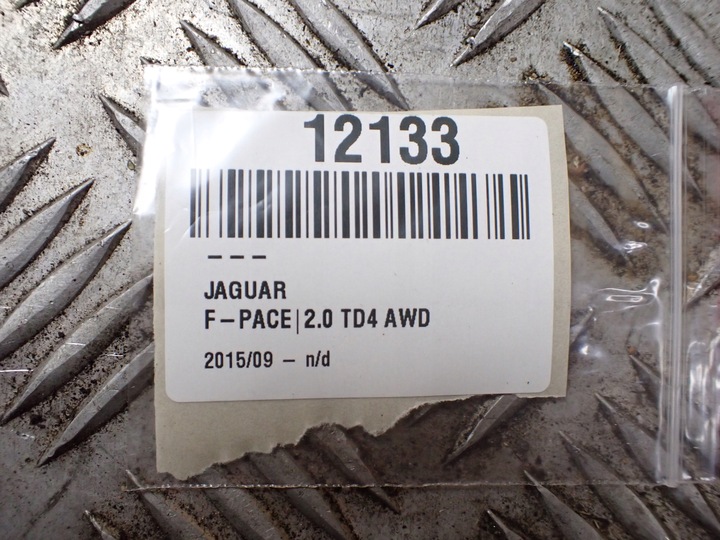 12133
---
JAGUAR
F-PACE|2.0 TD4 AWD
2015/09 - n/d